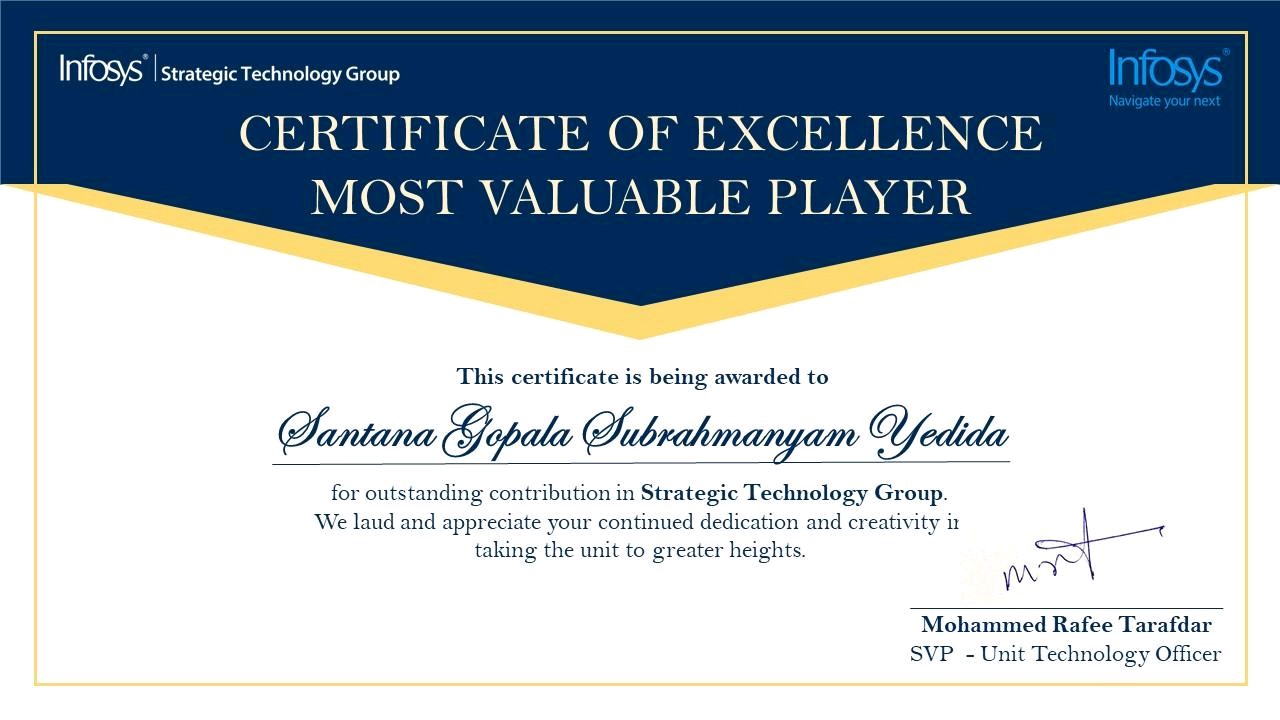 Infosys® | Strategic Technology Group
Infosys®
Navigate your next
CERTIFICATE OF EXCELLENCE
MOST VALUABLE PLAYER
This certificate is being awarded to
Santana Gopala Subrahmanyam Yedida
for outstanding contribution in Strategic Technology Group.
We laud and appreciate your continued dedication and creativity in
taking the unit to greater heights.
Mohammed Rafee Tarafdar
SVP - Unit Technology Officer